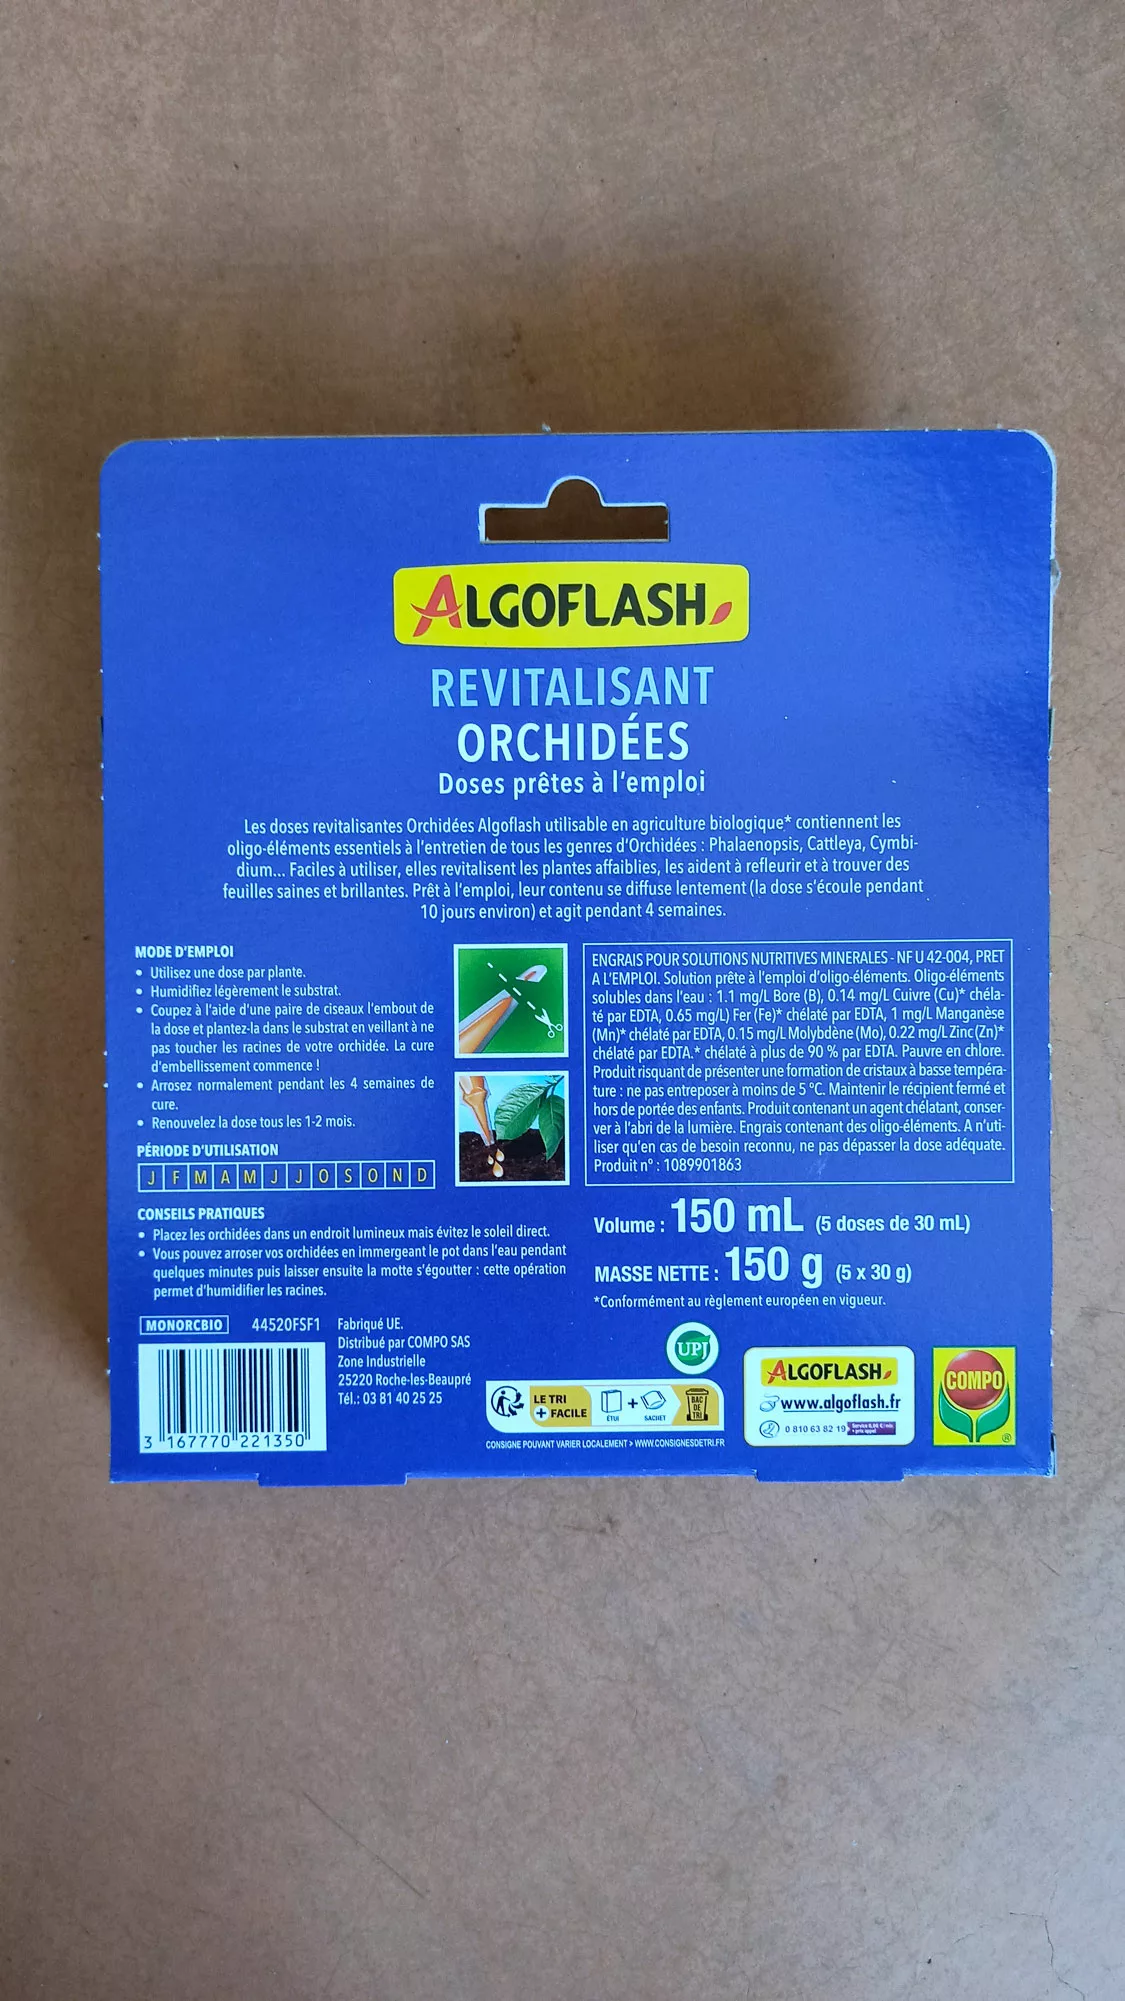 ALGOFLASH
REVITALISANT
ORCHIDÉES
Doses prêtes à l'emploi
Les doses revitalisantes Orchidées Algoflash utilisable en agriculture biologique* contiennent les
oligo-éléments essentiels à l'entretien de tous les genres d'Orchidées : Phalaenopsis, Cattleya, Cymbi-
dium... Faciles à utiliser, elles revitalisent les plantes affaiblies, les aident à refleurir et à trouver des
feuilles saines et brillantes. Prêt à l'emploi, leur contenu se diffuse lentement (la dose s'écoule pendant
10 jours environ) et agit pendant 4 semaines.
MODE D'EMPLOI
• Utilisez une dose par plante.
• Humidifiez légèrement le substrat.
• Coupez à l'aide d'une paire de ciseaux l'embout de
la dose et plantez-la dans le substrat en veillant à ne
pas toucher les racines de votre orchidée. La cure
d'embellissement commence !
• Arrosez normalement pendant les 4 semaines de
cure.
• Renouvelez la dose tous les 1-2 mois.
PÉRIODE D'UTILISATION
J F M A M J J O S O N D
CONSEILS PRATIQUES
• Placez les orchidées dans un endroit lumineux mais évitez le soleil direct.
• Vous pouvez arroser vos orchidées en immergeant le pot dans l'eau pendant
quelques minutes puis laisser ensuite la motte s'égoutter : cette opération
permet d'humidifier les racines.
ENGRAIS POUR SOLUTIONS NUTRITIVES MINERALES - NF U 42-004, PRET
A L'EMPLOI. Solution prête à l'emploi d'oligo-éléments. Oligo-éléments
solubles dans l'eau : 1.1 mg/L Bore (B), 0.14 mg/L Cuivre (Cu)* chéla-
té par EDTA, 0.65 mg/L) Fer (Fe)* chélaté par EDTA, 1 mg/L Manganèse
(Mn)* chélaté par EDTA, 0.15 mg/L Molybdène (Mo), 0.22 mg/L Zinc (Zn)*
chélaté par EDTA.* chélaté à plus de 90 % par EDTA. Pauvre en chlore.
Produit risquant de présenter une formation de cristaux à basse tempéra-
ture : ne pas entreposer à moins de 5 °C. Maintenir le récipient fermé et
hors de portée des enfants. Produit contenant un agent chélatant, conser-
ver à l'abri de la lumière. Engrais contenant des oligo-éléments. A n'uti-
liser qu'en cas de besoin reconnu, ne pas dépasser la dose adéquate.
Produit n° : 1089901863
Volume : 150 mL (5 doses de 30 mL)
MASSE NETTE : 150 g (5 x 30 g)
*Conformément au règlement européen en vigueur.
MONORCBIO 44520FSF1
3 167770 221350
Fabriqué UE.
Distribué par COMPO SAS
Zone Industrielle
25220 Roche-les-Beaupré
Tél.: 03 81 40 25 25
UPJ
LE TRI
+ FACILE
ÉTUI
+
SACHET
BAC
DE
TRI
CONSIGNE POUVANT VARIER LOCALEMENT > WWW.CONSIGNESDETRI.FR
ALGOFLASH
www.algoflash.fr
0 810 63 82 19
Service 0,06 € / min
+ prix appel
COMPO
®